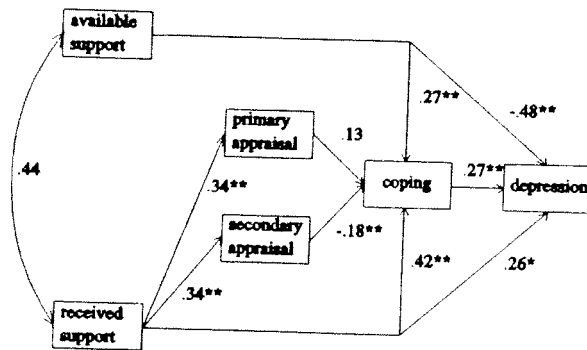 available
support
.27**
-.48**
primary
appraisal
.13
.44
.34**
coping
.27**
depression
secondary
appraisal
-.18**
.34**
.42**
.26*
received
support